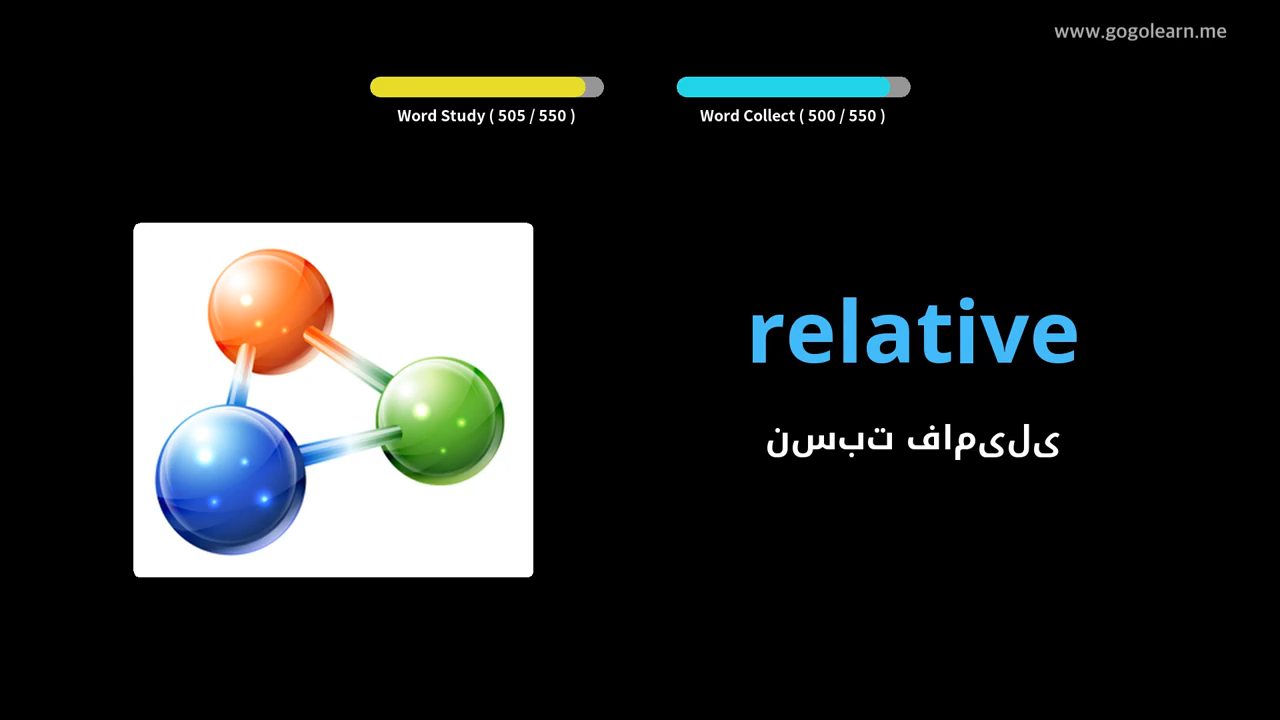 www.gogolearn.me
Word Study ( 505 / 550 )
Word Collect ( 500 / 550 )
relative
نسبت فامیلی